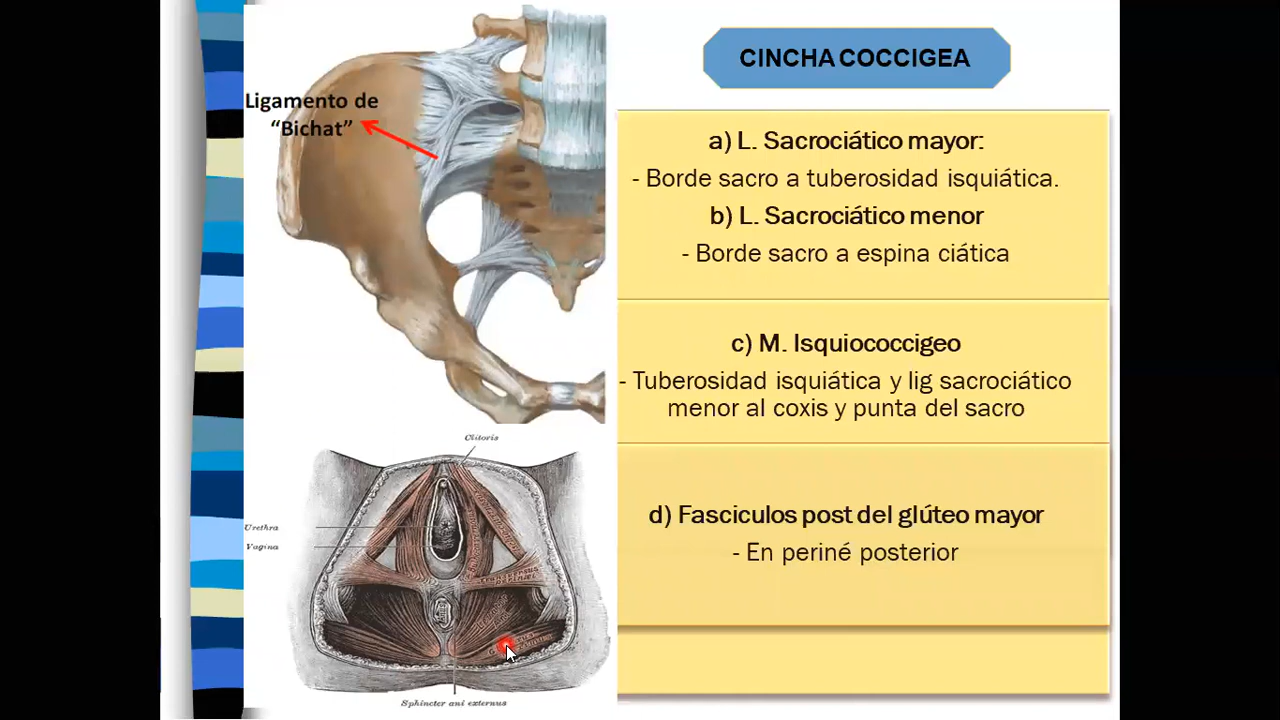 CINCHA COCCIGEA
Ligamento de
“Bichat”
a) L. Sacrociático mayor:
- Borde sacro a tuberosidad isquiática.
b) L. Sacrociático menor
- Borde sacro a espina ciática
c) M. Isquiococcigeo
- Tuberosidad isquiática y lig sacrociático
menor al coxis y punta del sacro
d) Fasciculos post del glúteo mayor
- En periné posterior
Clitoris
Urethra
Vagina
Sphincter ani externus